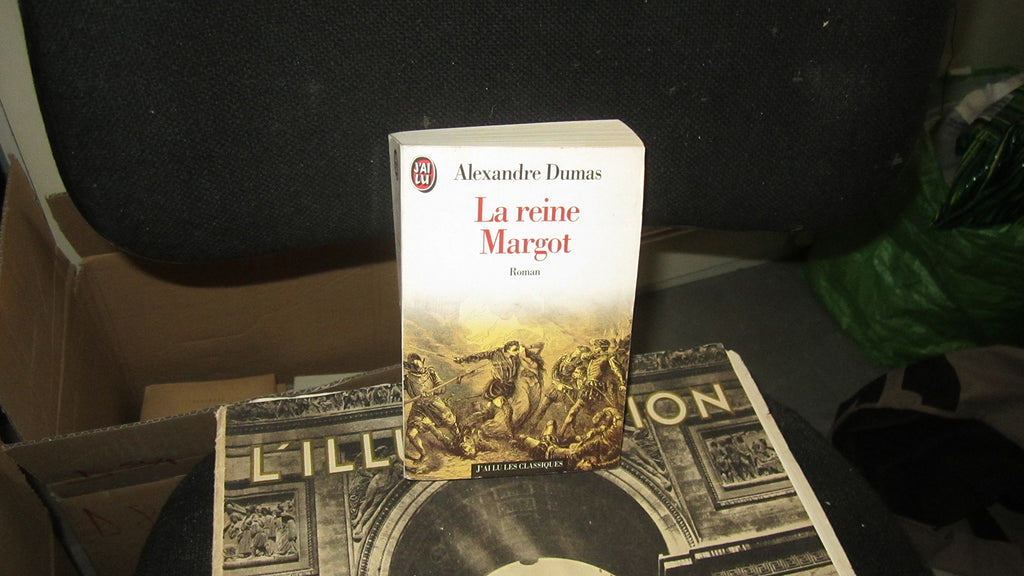 J'AI
LU
Alexandre Dumas
La reine
Margot
Roman
J'AI LU LES CLASSIQUES
L'ILLU
ION